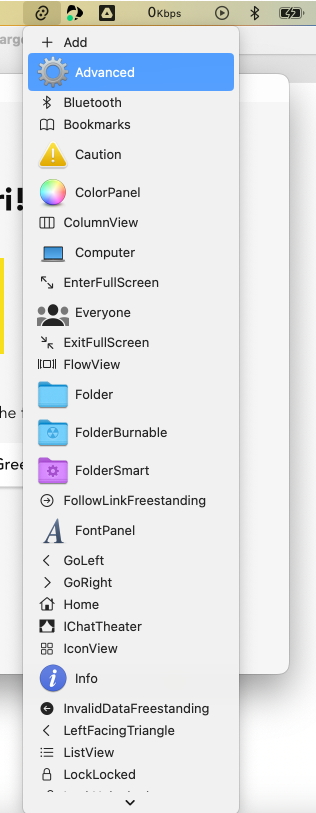 0Kbps
arge
Add
Advanced
Bluetooth
Bookmarks
Caution
ColorPanel
ri!
ColumnView
Computer
EnterFullScreen
Everyone
ExitFullScreen
FlowView
Folder
he
FolderBurnable
Gree
FolderSmart
FollowLinkFreestanding
FontPanel
GoLeft
GoRight
Home
IChatTheater
IconView
Info
InvalidDataFreestanding
LeftFacingTriangle
ListView
LockLocked